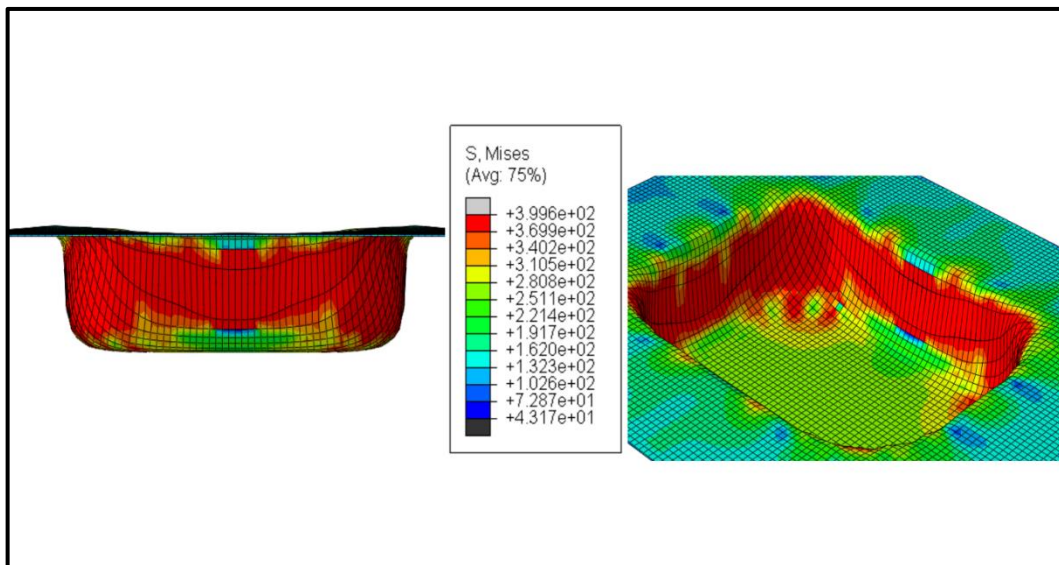 S, Mises
(Avg: 75%)
+3.996e+02
+3.699e+02
+3.402e+02
+3.105e+02
+2.808e+02
+2.511e+02
+2.214e+02
+1.917e+02
+1.620e+02
+1.323e+02
+1.026e+02
+7.287e+01
+4.317e+01